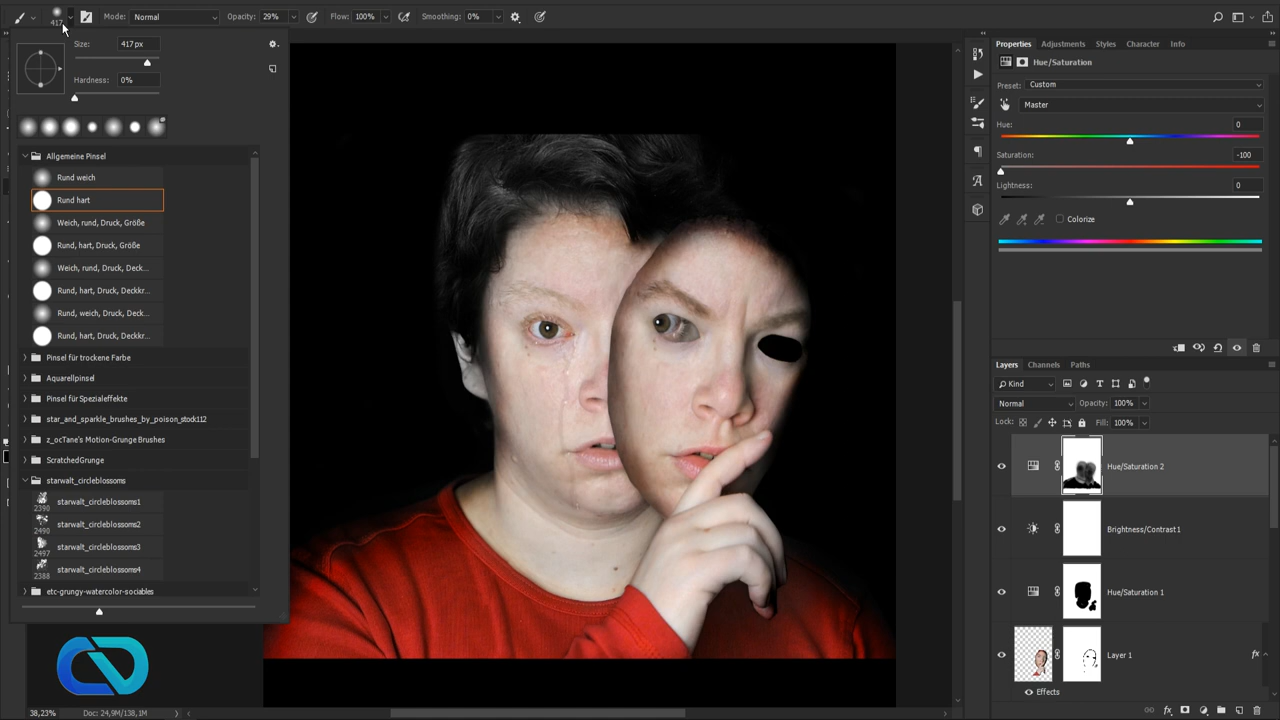 417
Mode: Normal
Opacity: 29%
Flow: 100%
Smoothing: 0%
Size: 417 px
Hardness: 0%
Allgemeine Pinsel
Rund weich
Rund hart
Weich, rund, Druck, Größe
Rund, hart, Druck, Größe
Weich, rund, Druck, Deck...
Rund, hart, Druck, Deckkr...
Rund, weich, Druck, Deck...
Rund, hart, Druck, Deckkr...
Pinsel für trockene Farbe
Aquarellpinsel
Pinsel für Spezialeffekte
star_and_sparkle_brushes_by_poison_stock112
z_ocTane's Motion-Grunge Brushes
ScratchedGrunge
starwalt_circleblossoms
starwalt_circleblossoms1
2390
starwalt_circleblossoms2
2490
starwalt_circleblossoms3
2497
starwalt_circleblossoms4
2388
etc-grungy-watercolor-sociables
38,23%
Doc: 24,9M/138,1M
Properties
Adjustments
Styles
Character
Info
Hue/Saturation
Preset: Custom
Master
Hue: 0
Saturation: -100
Lightness: 0
Colorize
Layers
Channels
Paths
Kind
Normal
Opacity: 100%
Lock:
Fill: 100%
Hue/Saturation 2
Brightness/Contrast 1
Hue/Saturation 1
Layer 1
fx
Effects
fx